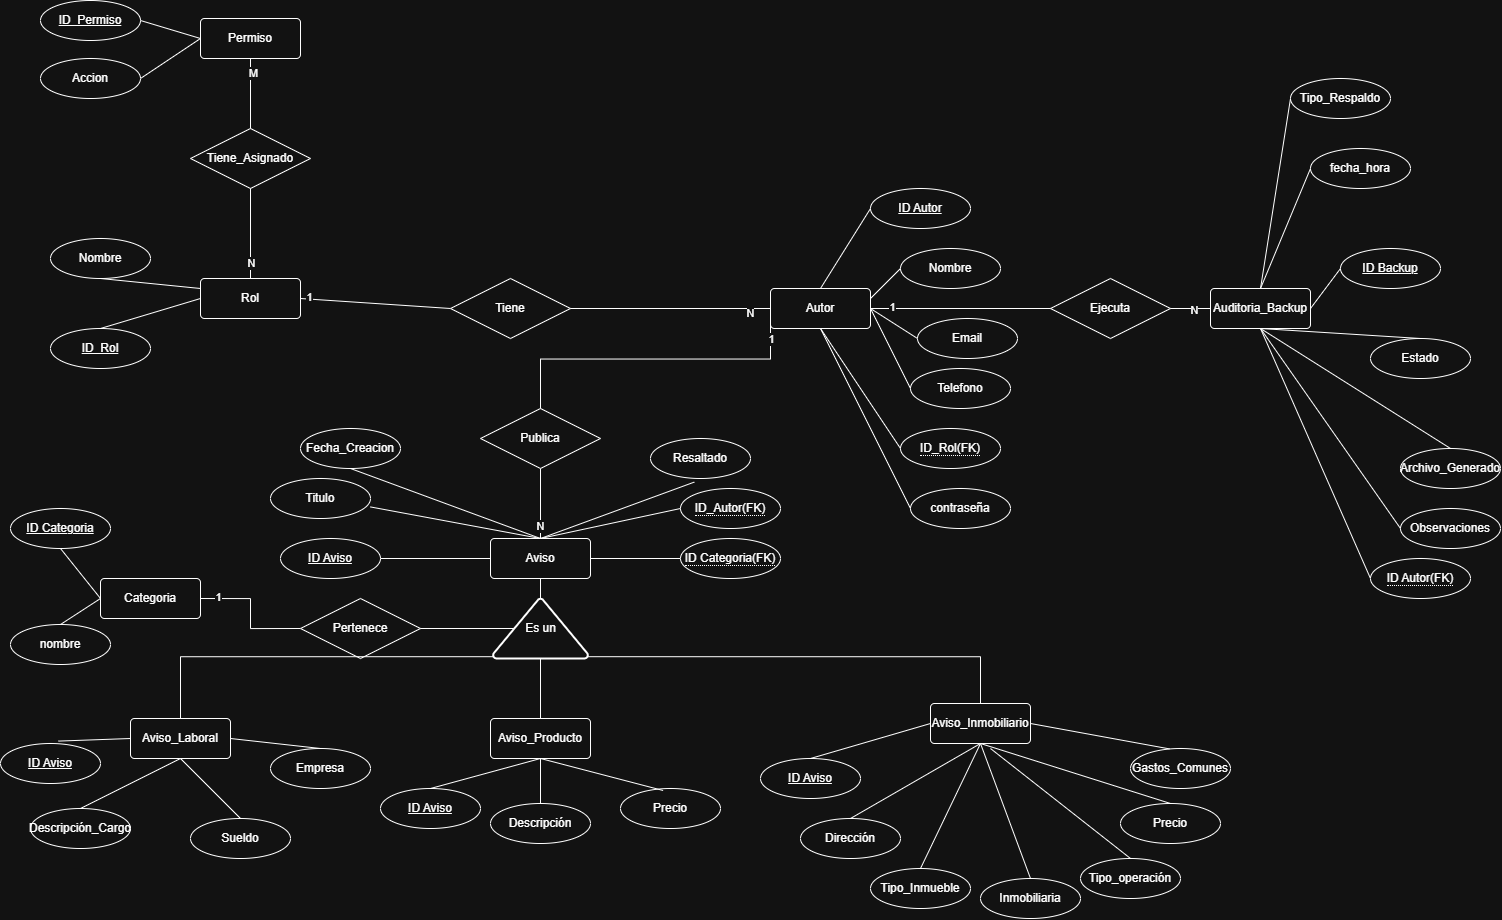 ID_Permiso
Permiso
Accion
M
Tiene_Asignado
N
Nombre
Rol
1
ID_Rol
Tiene
N
Autor
1
1
ID Autor
Nombre
Email
Telefono
ID_Rol(FK)
contraseña
Ejecuta
N
Auditoria_Backup
Tipo_Respaldo
fecha_hora
ID Backup
Estado
Archivo_Generado
Observaciones
ID Autor(FK)
Publica
N
Fecha_Creacion
Titulo
ID Aviso
Aviso
Resaltado
ID_Autor(FK)
ID Categoria(FK)
ID Categoria
Categoria
1
nombre
Pertenece
Es un
Aviso_Laboral
ID Aviso
Empresa
Descripción_Cargo
Sueldo
Aviso_Producto
ID Aviso
Descripción
Precio
Aviso_Inmobiliario
ID Aviso
Gastos_Comunes
Dirección
Precio
Tipo_Inmueble
Inmobiliaria
Tipo_operación